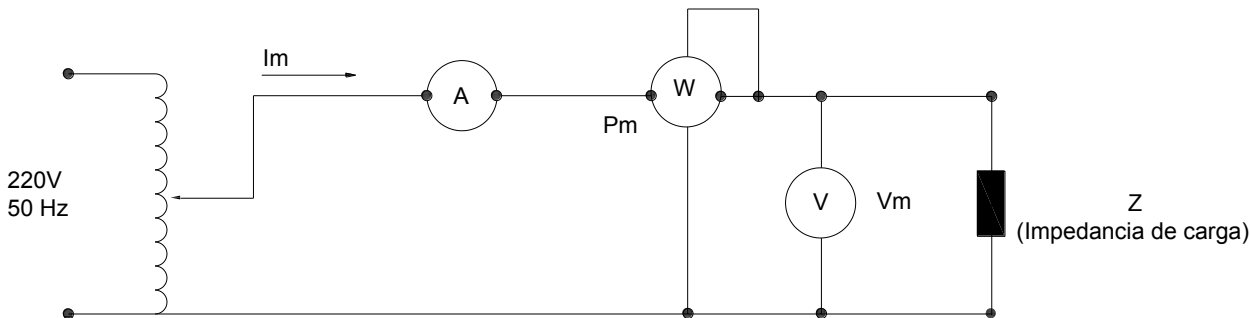 Im
A
W
Pm
220V
50 Hz
V
Vm
Z
(Impedancia de carga)